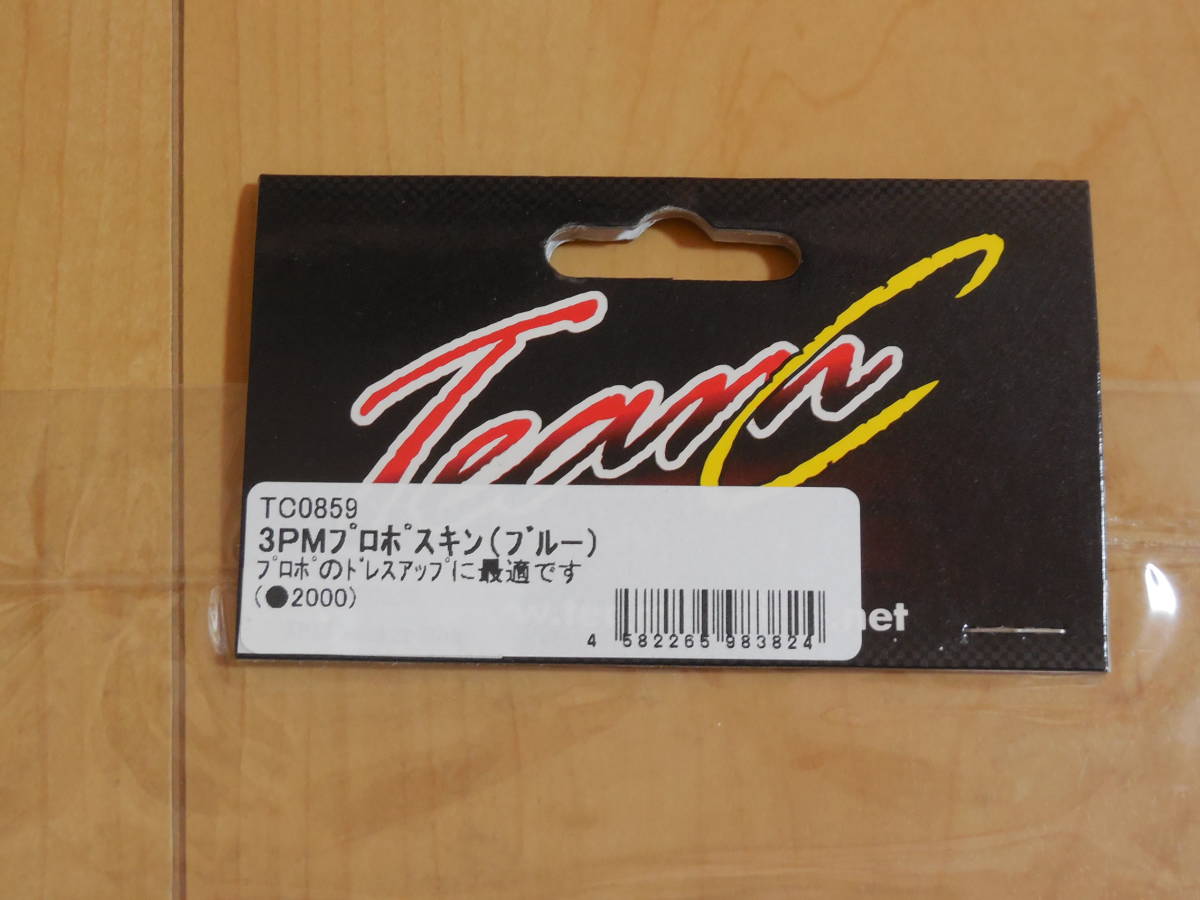 Team C
TC0859
3PMﾌﾟﾛﾎﾟスキン(ブルー)
ﾌﾟﾛﾎﾟのﾄﾞﾚｽｱｯﾌﾟに最適です
(●2000)
.net
4 582265 983824